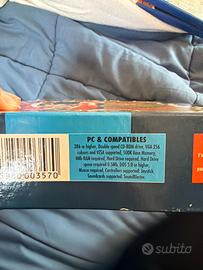 PC & COMPATIBLES
386 or higher, Double speed CD-ROM drive, VGA 256
colours and VESA supported, 500K Base Memory,
4Mb RAM required, Hard Drive required, Hard Drive
space required 0.5Mb, DOS 5.0 or higher,
Mouse required, Controllers supported: Joystick,
Soundcards supported: SoundBlaster.
003570
subito